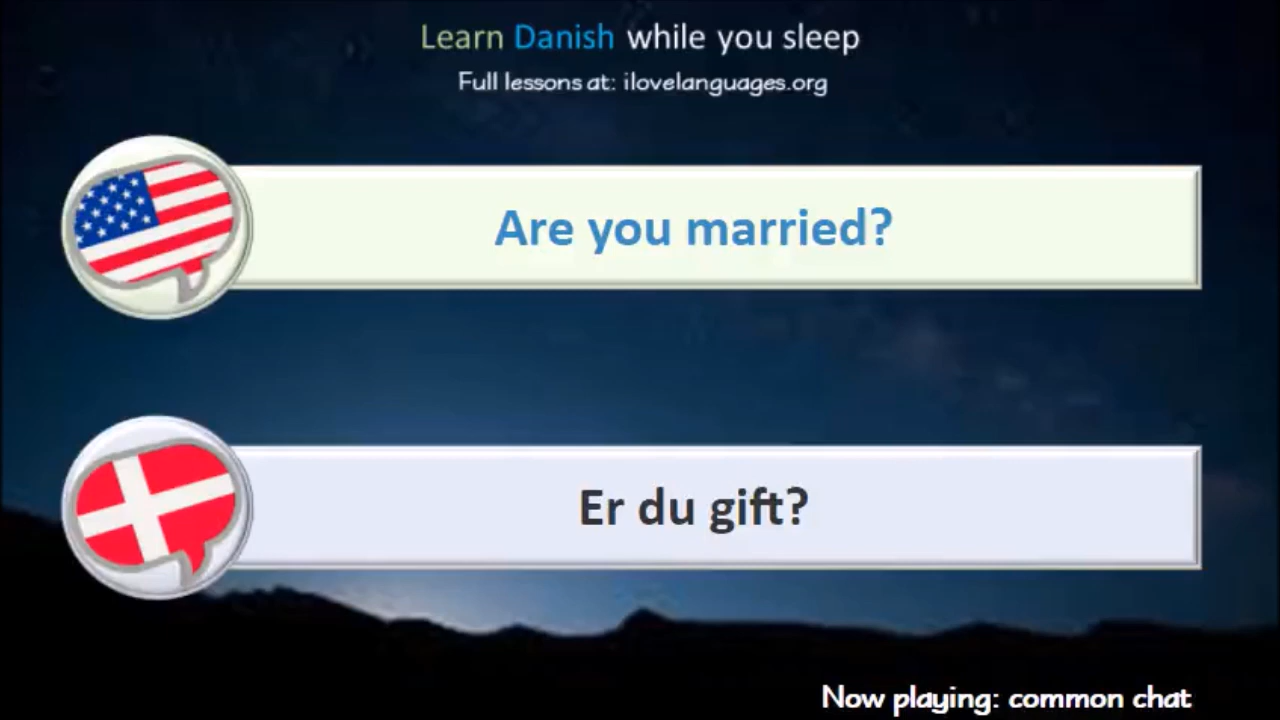 Learn Danish while you sleep
Full lessons at: ilovelanguages.org
Are you married?
Er du gift?
Now playing: common chat